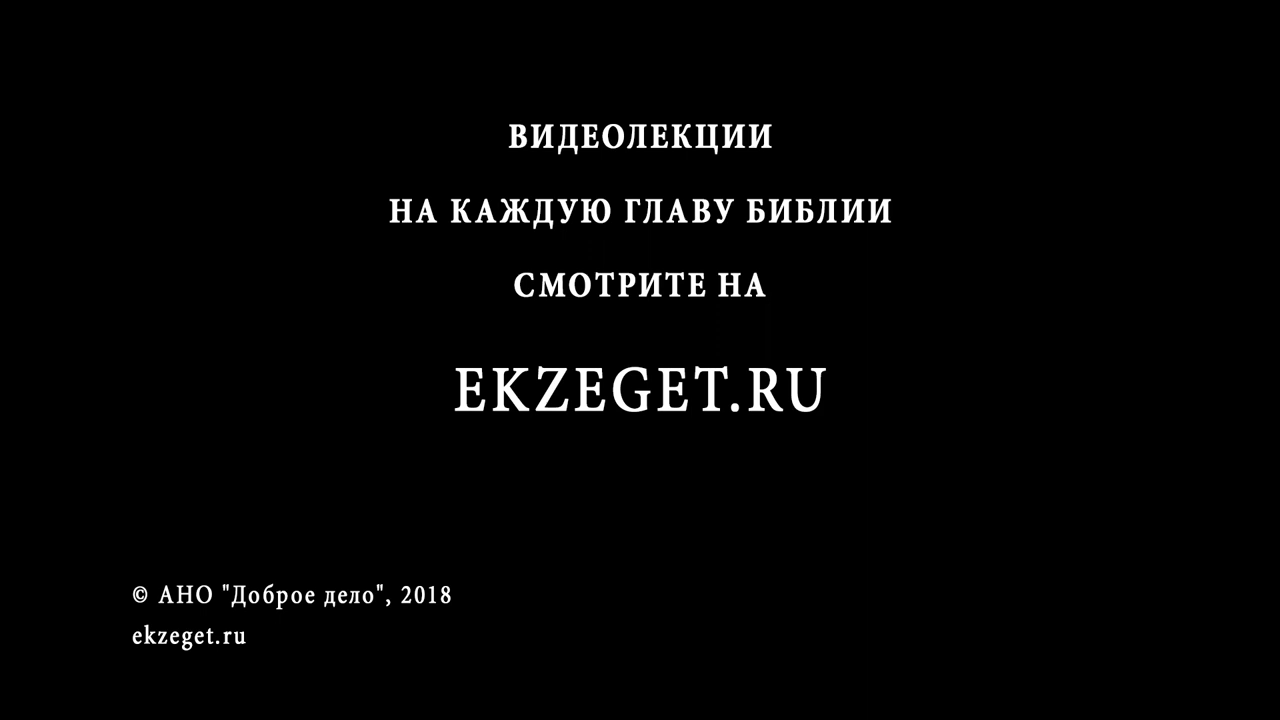 ВИДЕОЛЕКЦИИ
НА КАЖДУЮ ГЛАВУ БИБЛИИ
СМОТРИТЕ НА
EKZEGET.RU
© АНО "Доброе дело", 2018
ekzeget.ru